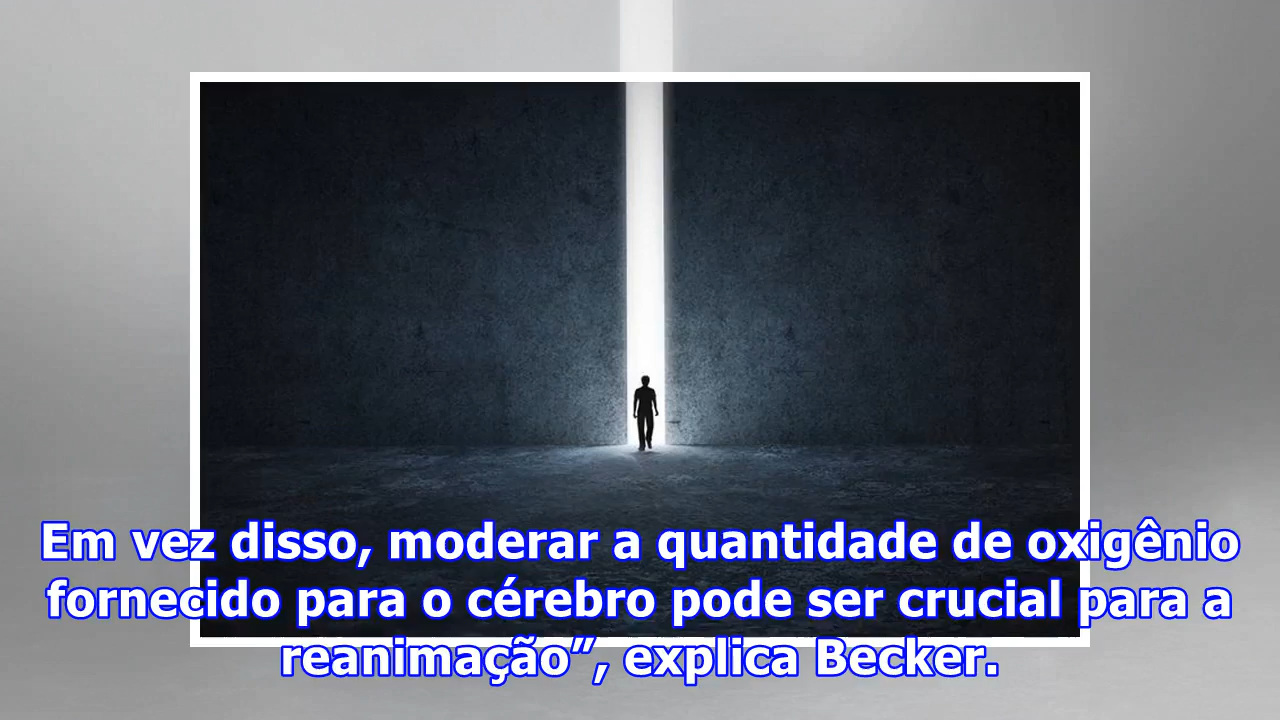 Em vez disso, moderar a quantidade de oxigênio
fornecido para o cérebro pode ser crucial para a
reanimação”, explica Becker.